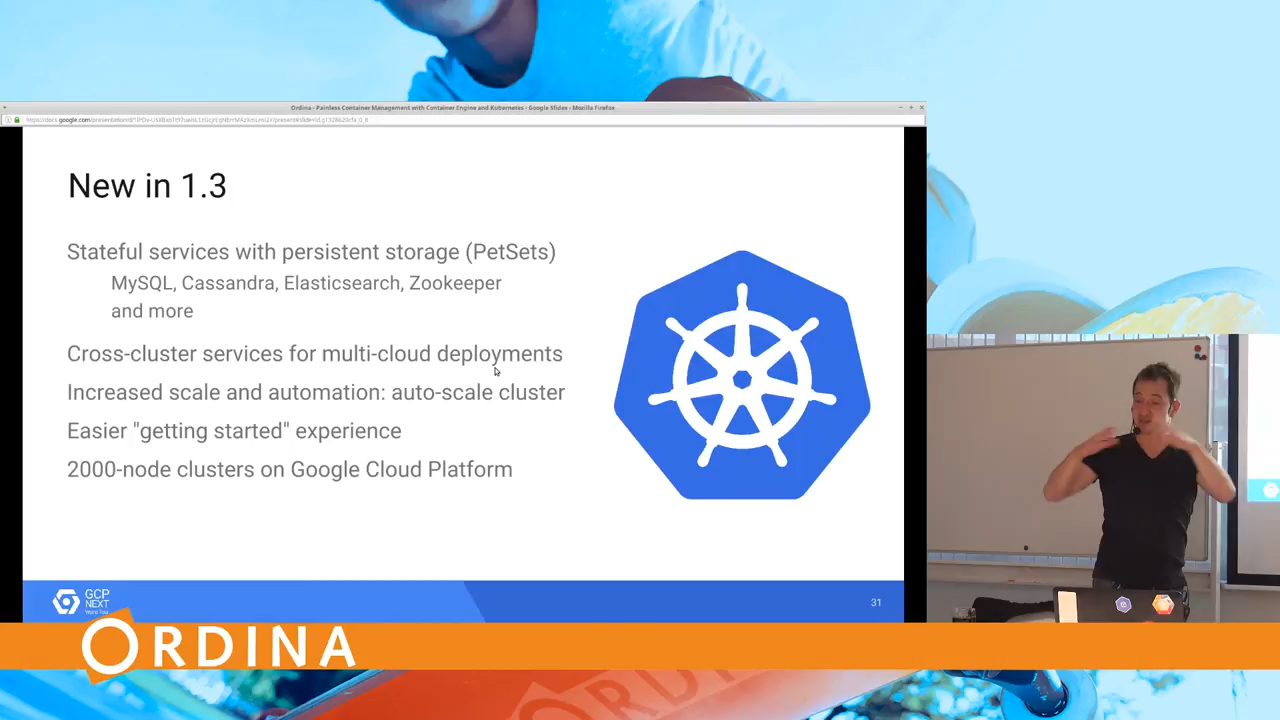 Ordina - Painless Container Management with Container Engine and Kubernetes - Google Slides - Mozilla Firefox
New in 1.3
Stateful services with persistent storage (PetSets)
MySQL, Cassandra, Elasticsearch, Zookeeper
and more
Cross-cluster services for multi-cloud deployments
Increased scale and automation: auto-scale cluster
Easier "getting started" experience
2000-node clusters on Google Cloud Platform
GCP
NEXT
World Tour
31
ORDINA
ORDI